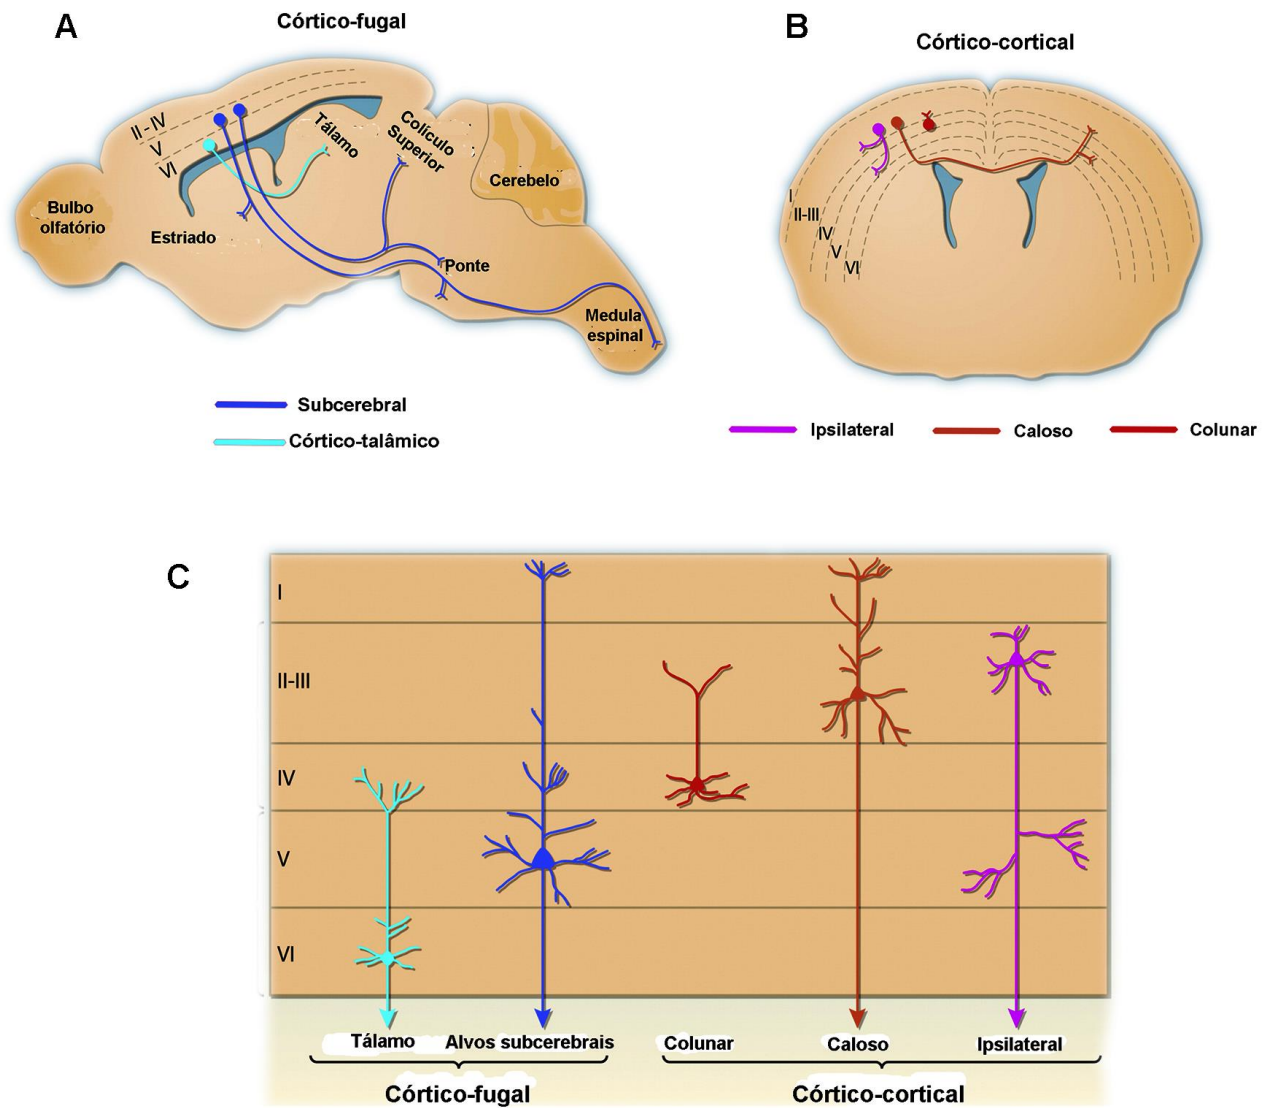 A
Córtico-fugal
II - IV
V
VI
Tálamo
Colículo
Superior
Cerebelo
Bulbo
olfatório
Estriado
Ponte
Medula
espinal
Subcerebral
Córtico-talâmico
B
Córtico-cortical
I
II-III
IV
V
VI
Ipsilateral
Caloso
Colunar
C
I
II-III
IV
V
VI
Tálamo
Alvos subcerebrais
Colunar
Caloso
Ipsilateral
Córtico-fugal
Córtico-cortical